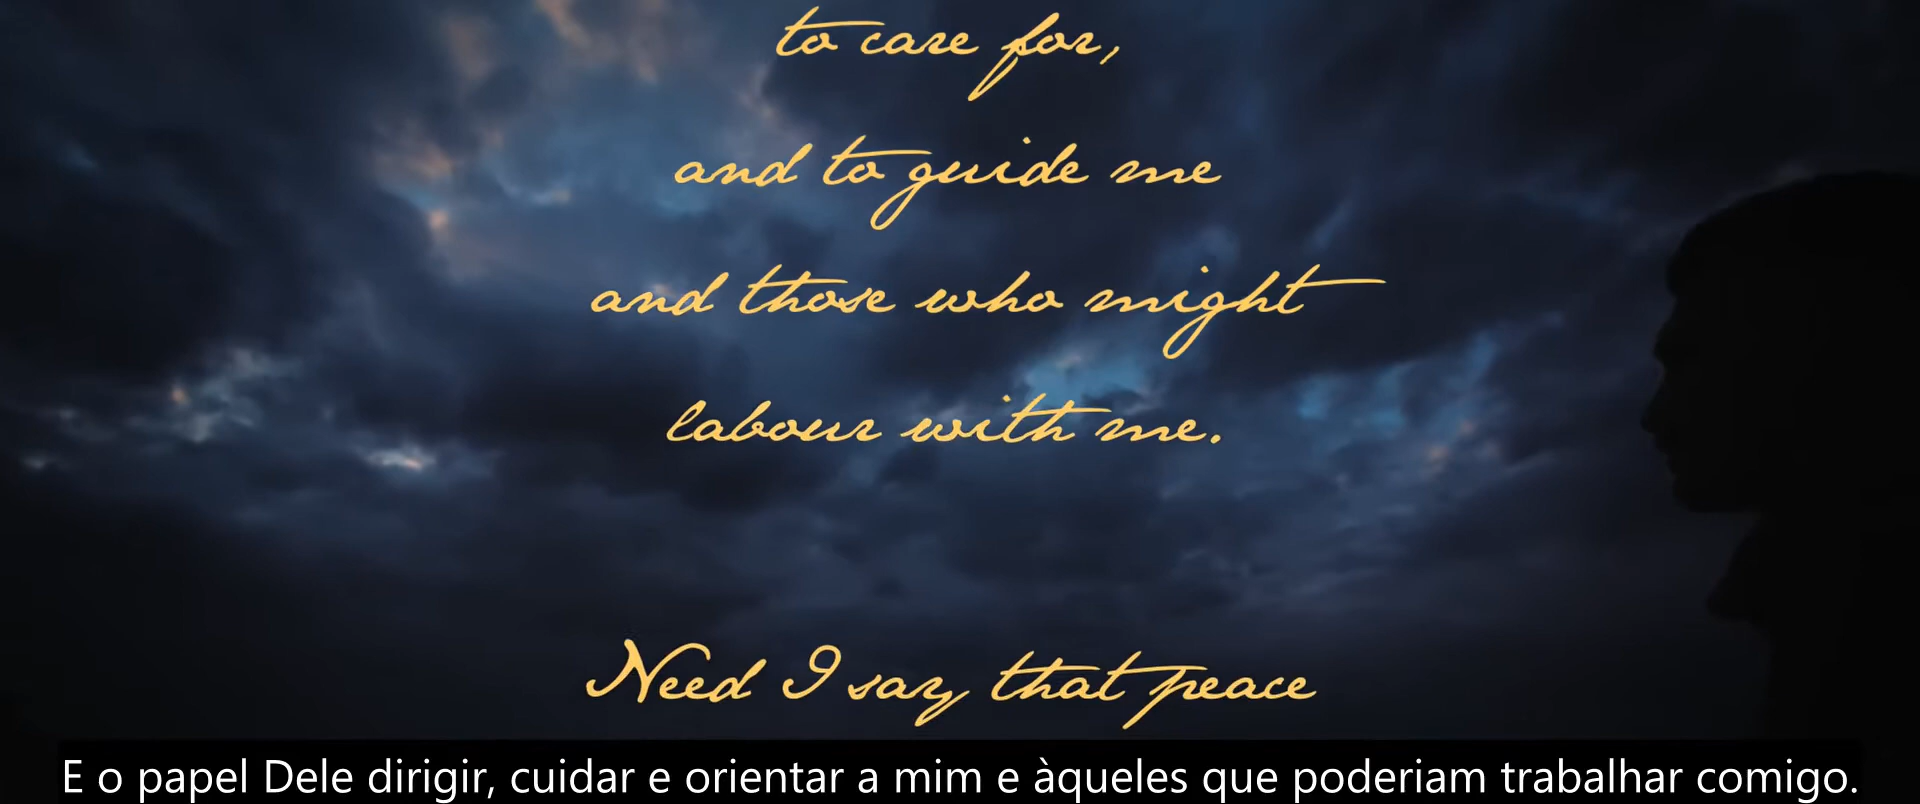 to care for,
and to guide me
and those who might
labour with me.
Need I say that peace
E o papel Dele dirigir, cuidar e orientar a mim e àqueles que poderiam trabalhar comigo.